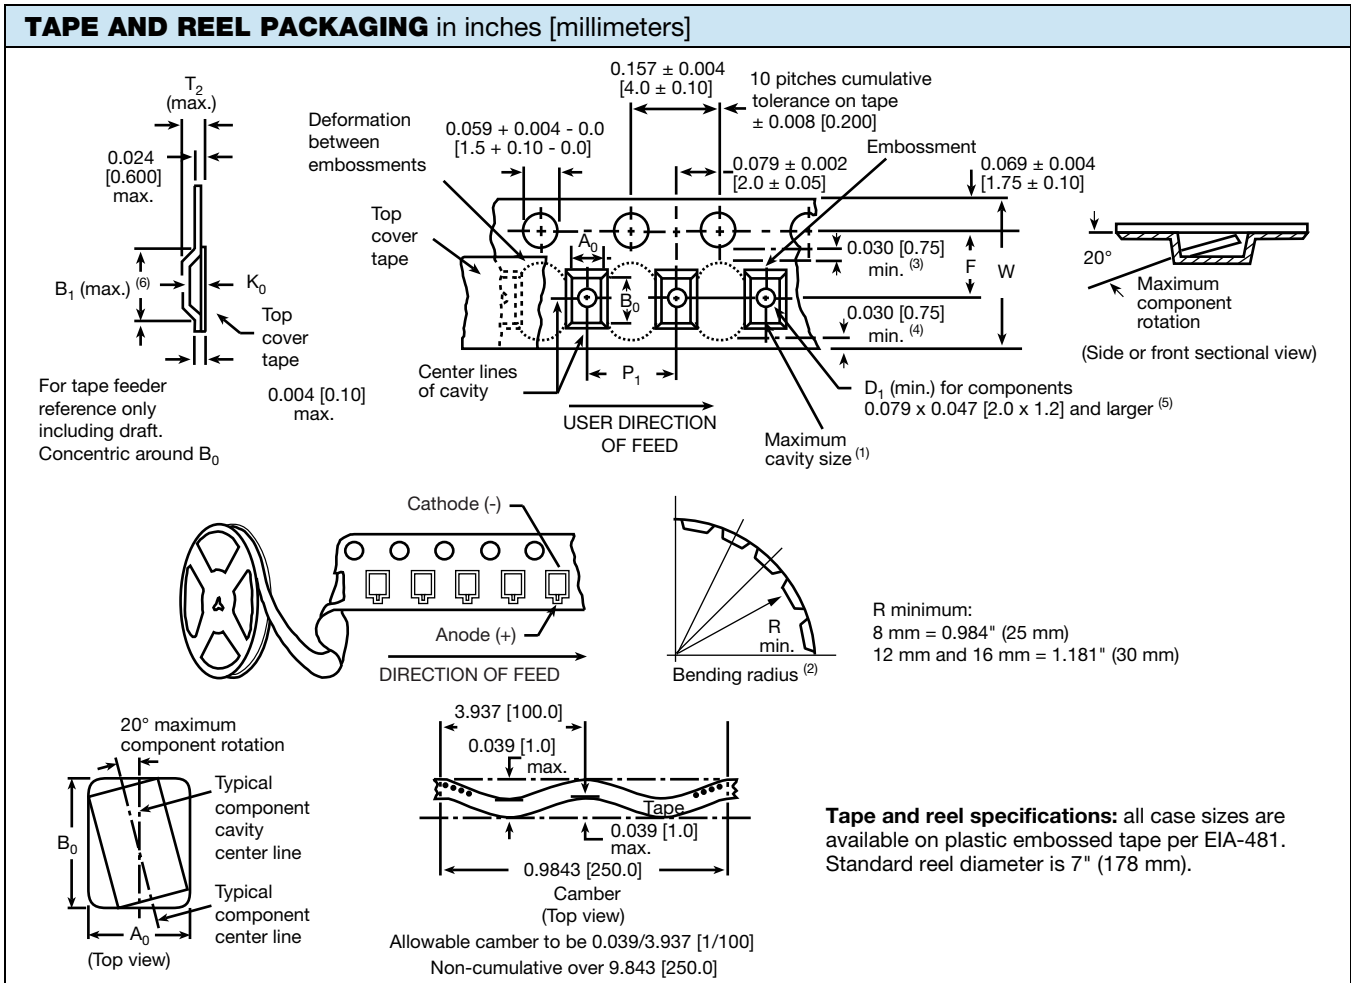 TAPE AND REEL PACKAGING in inches [millimeters]
T2
(max.)
0.024
[0.600]
max.
B1 (max.) (6)
K0
Top
cover
tape
For tape feeder
reference only
including draft.
Concentric around B0
0.004 [0.10]
max.
Deformation
between
embossments
Top
cover
tape
0.059 + 0.004 - 0.0
[1.5 + 0.10 - 0.0]
0.157 ± 0.004
[4.0 ± 0.10]
10 pitches cumulative
tolerance on tape
± 0.008 [0.200]
0.079 ± 0.002
[2.0 ± 0.05]
Embossment
0.069 ± 0.004
[1.75 ± 0.10]
A0
B0
0.030 [0.75]
min. (3)
F
W
0.030 [0.75]
min. (4)
Center lines
of cavity
P1
USER DIRECTION
OF FEED
D1 (min.) for components
0.079 x 0.047 [2.0 x 1.2] and larger (5)
Maximum
cavity size (1)
20°
Maximum
component
rotation
(Side or front sectional view)
Cathode (-)
Anode (+)
DIRECTION OF FEED
R
min.
Bending radius (2)
R minimum:
8 mm = 0.984" (25 mm)
12 mm and 16 mm = 1.181" (30 mm)
20° maximum
component rotation
Typical
component
cavity
center line
B0
Typical
component
center line
A0
(Top view)
3.937 [100.0]
0.039 [1.0]
max.
Tape
0.039 [1.0]
max.
0.9843 [250.0]
Camber
(Top view)
Allowable camber to be 0.039/3.937 [1/100]
Non-cumulative over 9.843 [250.0]
Tape and reel specifications: all case sizes are
available on plastic embossed tape per EIA-481.
Standard reel diameter is 7" (178 mm).